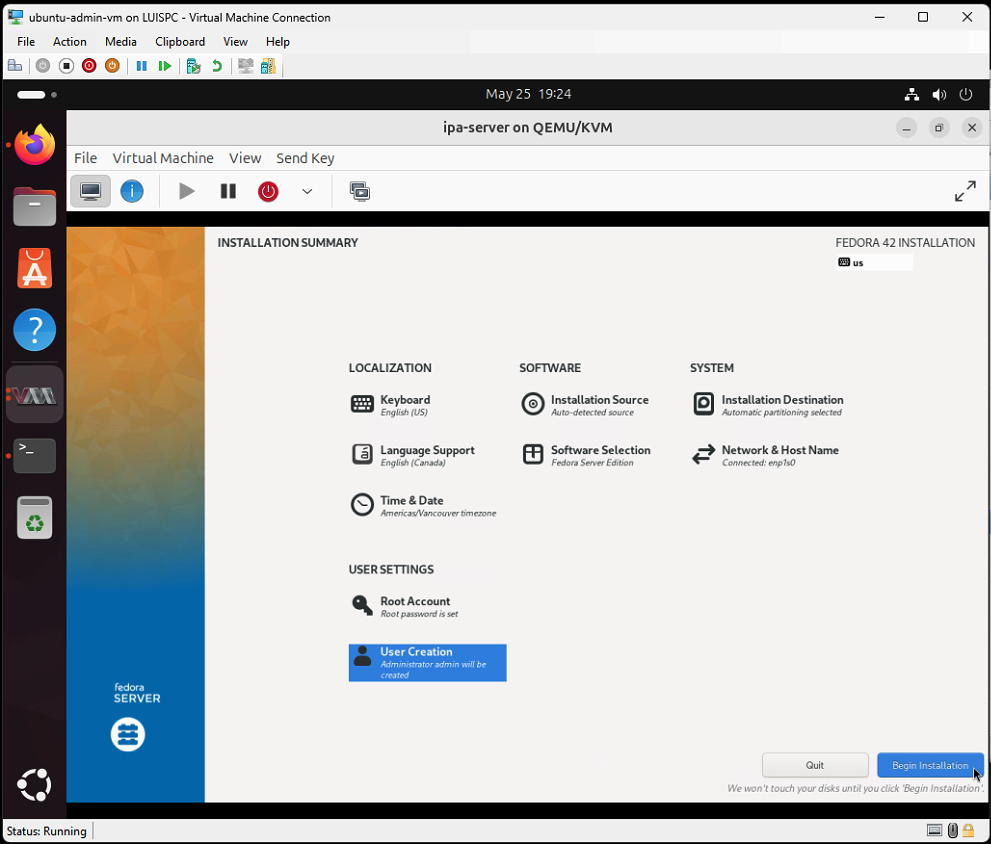 ubuntu-admin-vm on LUISPC - Virtual Machine Connection
File Action Media Clipboard View Help
May 25 19:24
ipa-server on QEMU/KVM
File Virtual Machine View Send Key
INSTALLATION SUMMARY
FEDORA 42 INSTALLATION
us
LOCALIZATION
Keyboard
English (US)
Language Support
English (Canada)
Time & Date
Americas/Vancouver timezone
SOFTWARE
Installation Source
Auto-detected source
Software Selection
Fedora Server Edition
SYSTEM
Installation Destination
Automatic partitioning selected
Network & Host Name
Connected: enp1s0
USER SETTINGS
Root Account
Root password is set
User Creation
Administrator admin will be
created
fedora
SERVER
Quit
Begin Installation
We won't touch your disks until you click 'Begin Installation'.
Status: Running